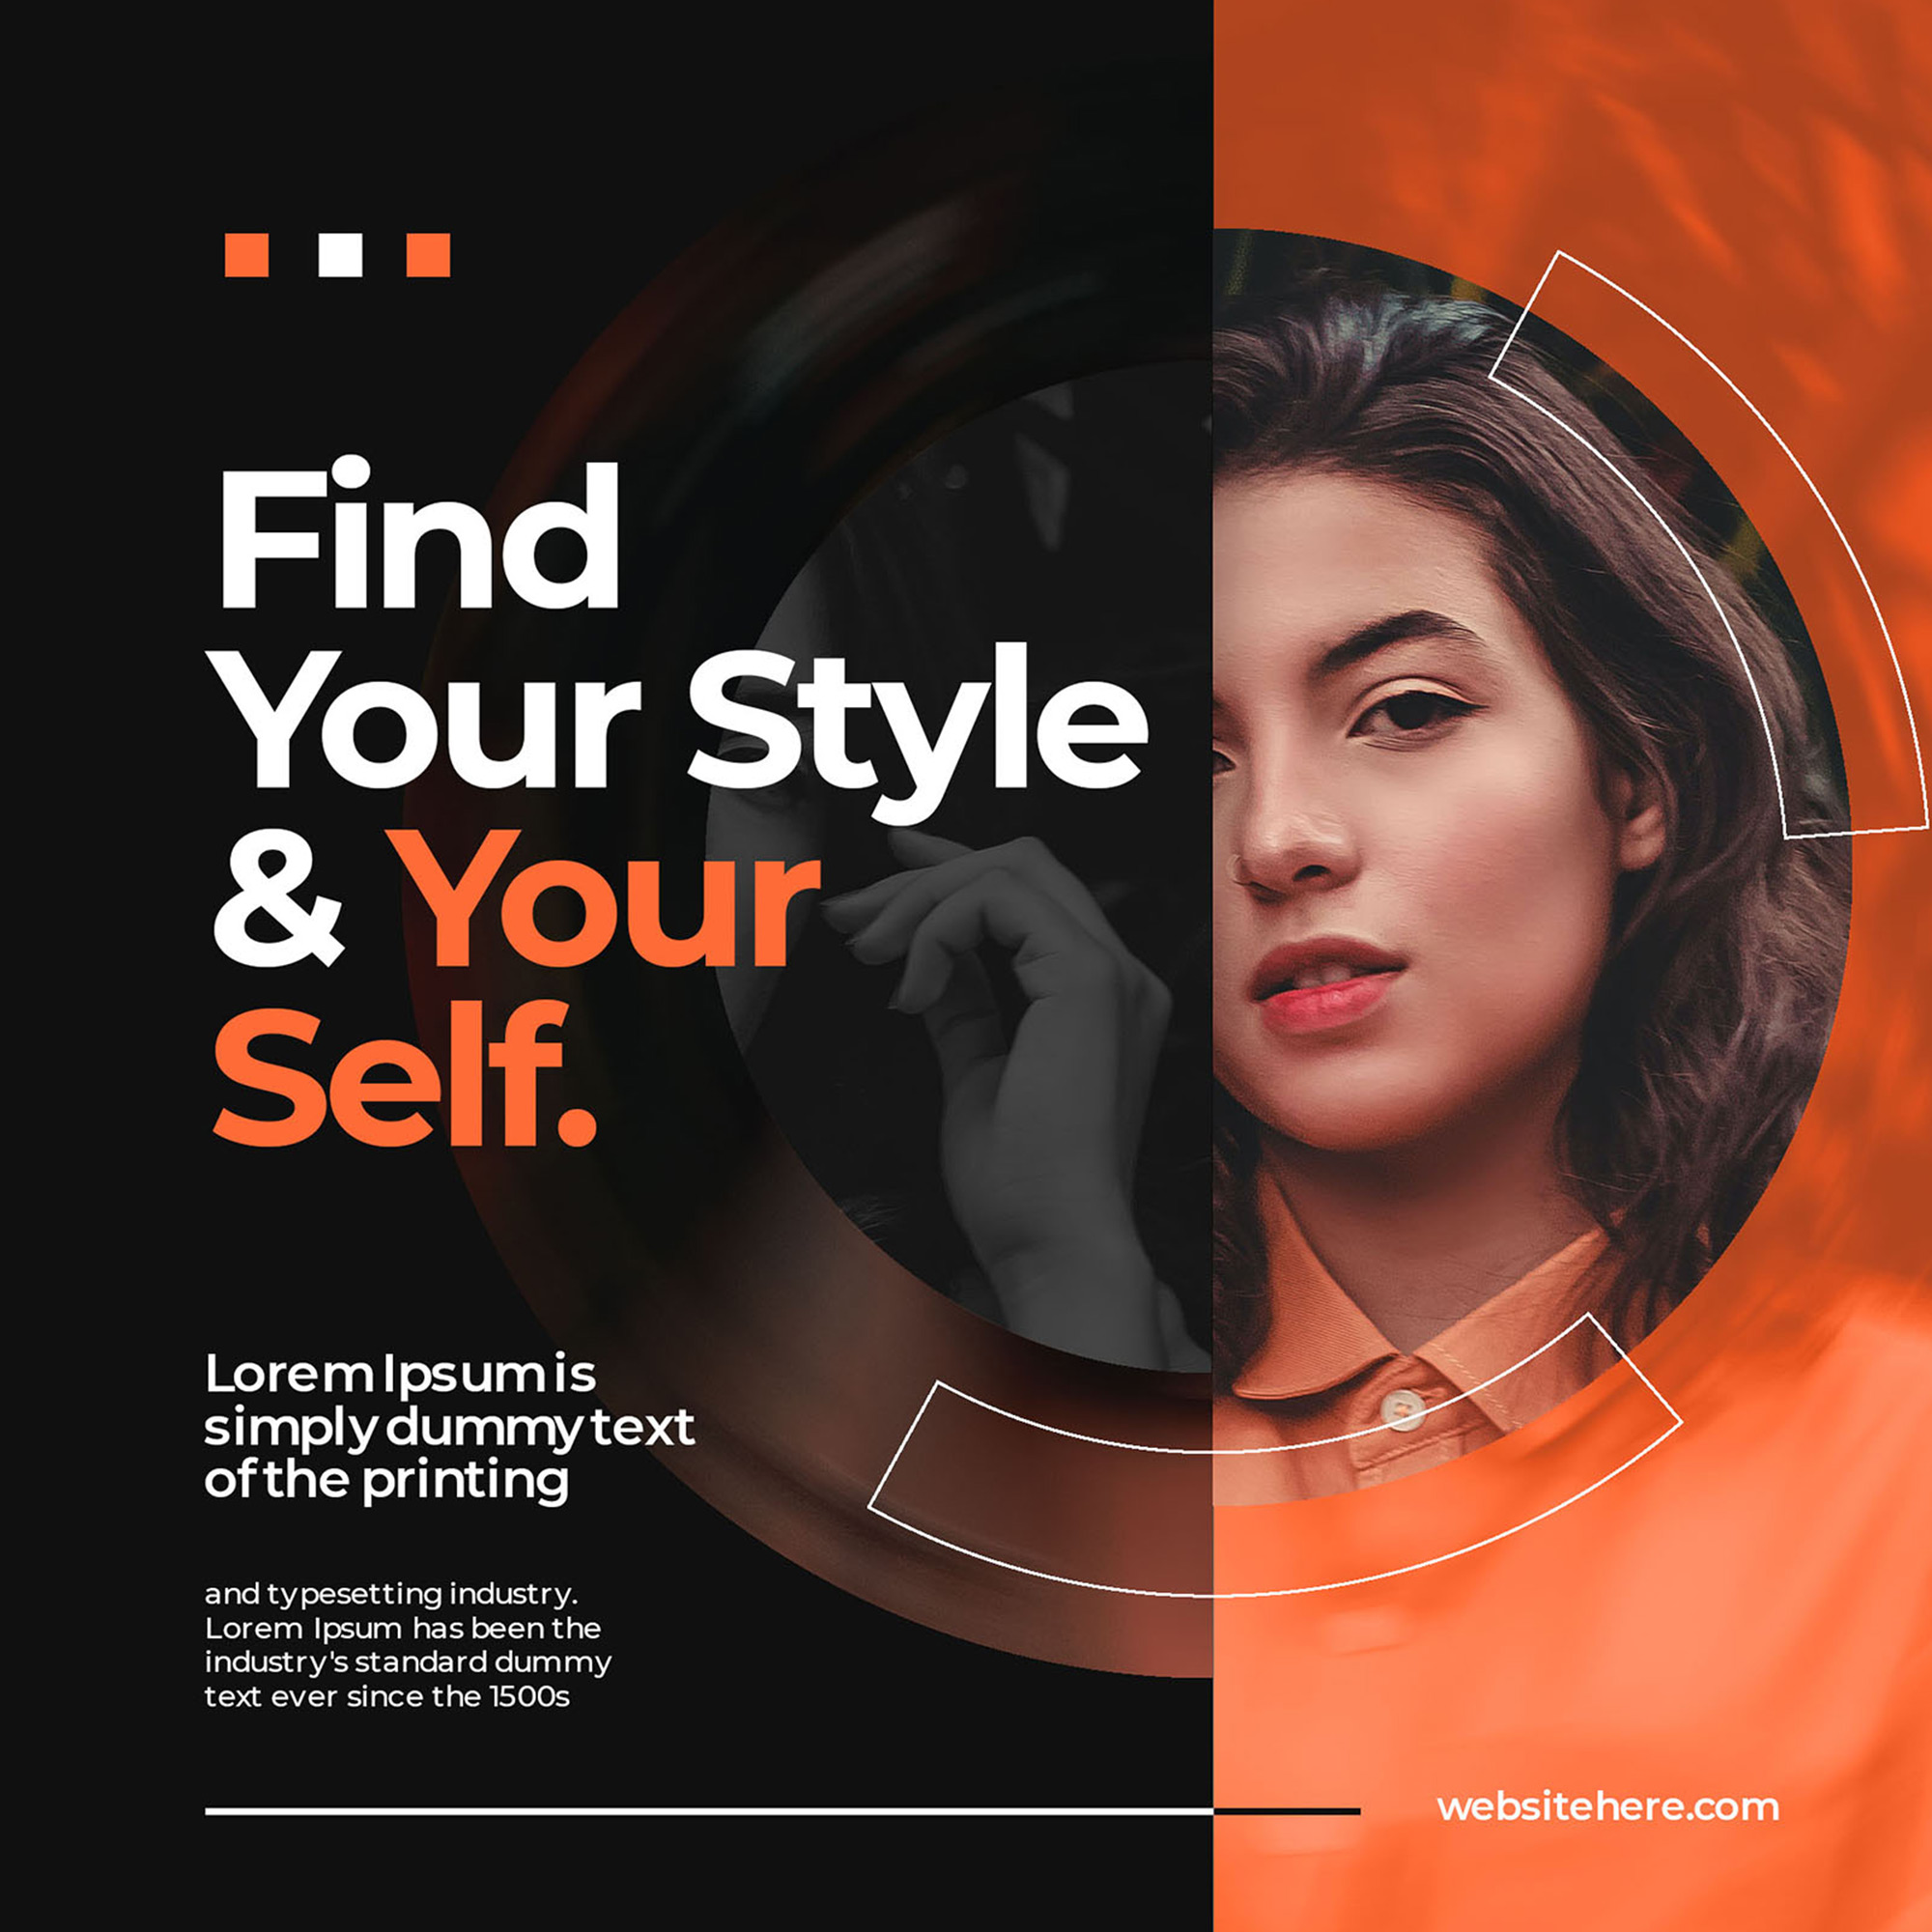 Find
Your Style
& Your
Self.
Lorem Ipsum is
simply dummy text
of the printing
and typesetting industry.
Lorem Ipsum has been the
industry's standard dummy
text ever since the 1500s
websitehere.com